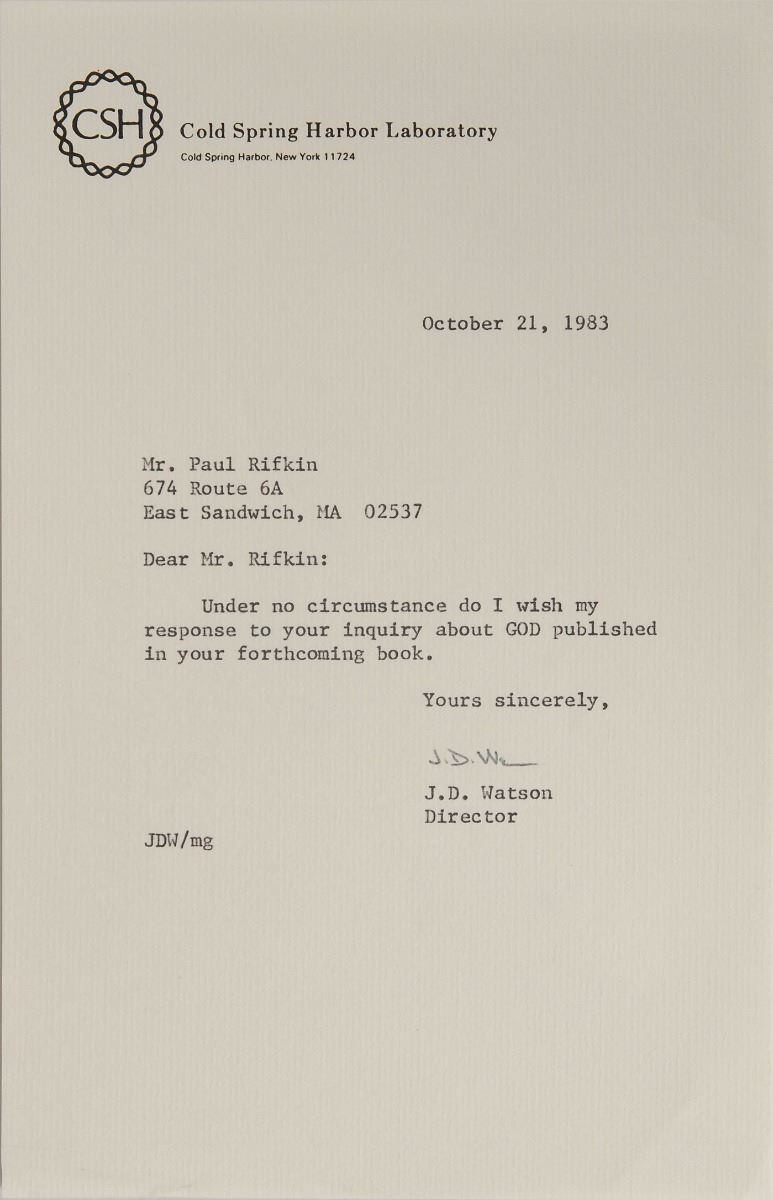 CSH
Cold Spring Harbor Laboratory
Cold Spring Harbor, New York 11724
October 21, 1983
Mr. Paul Rifkin
674 Route 6A
East Sandwich, MA  02537
Dear Mr. Rifkin:
Under no circumstance do I wish my
response to your inquiry about GOD published
in your forthcoming book.
Yours sincerely,
J.D. Watson
Director
JDW/mg